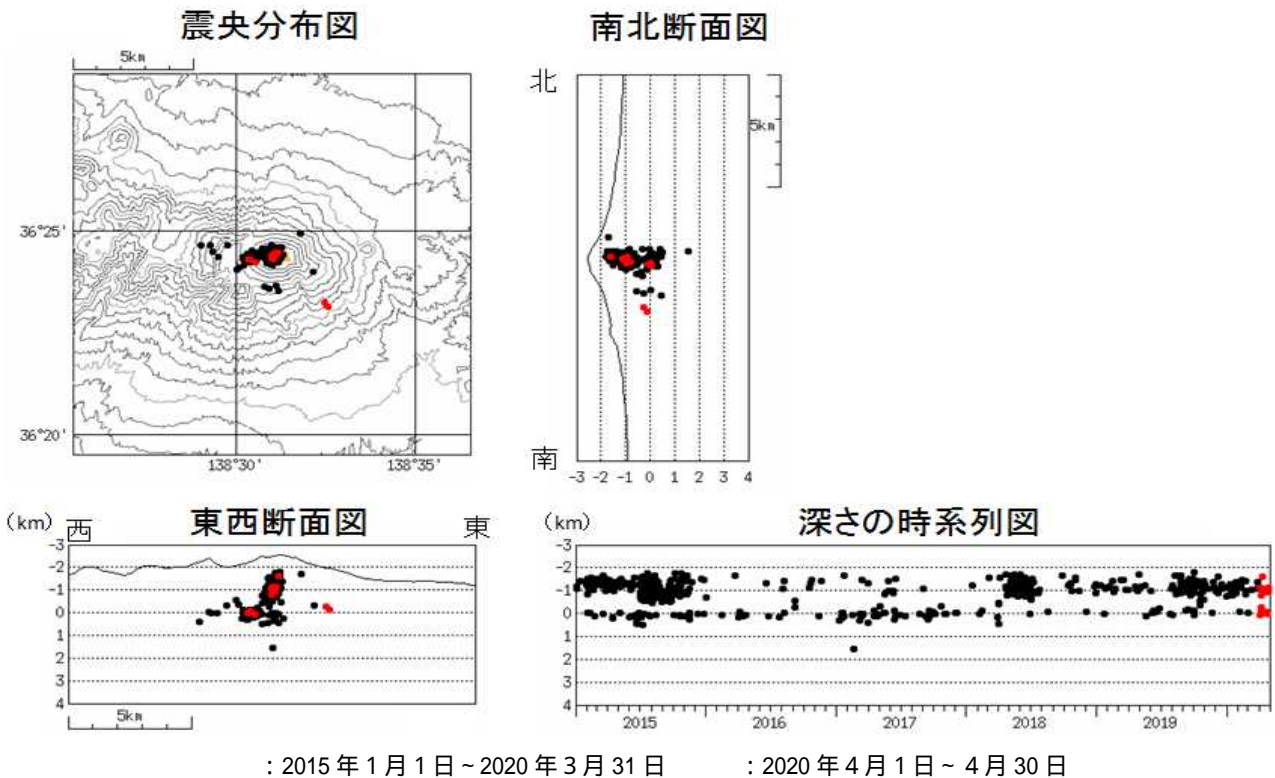 震央分布図
5km
36°25'
36°20'
138°30'
138°35'
南北断面図
北
南
5km
-3 -2 -1 0 1 2 3 4
(km)
西
東西断面図
東
-3
-2
-1
0
1
2
3
4
5km
(km)
深さの時系列図
-3
-2
-1
0
1
2
3
4
2015 2016 2017 2018 2019
：2015 年 1 月 1 日 ~ 2020 年 3 月 31 日 ：2020 年 4 月 1 日 ~ 4 月 30 日